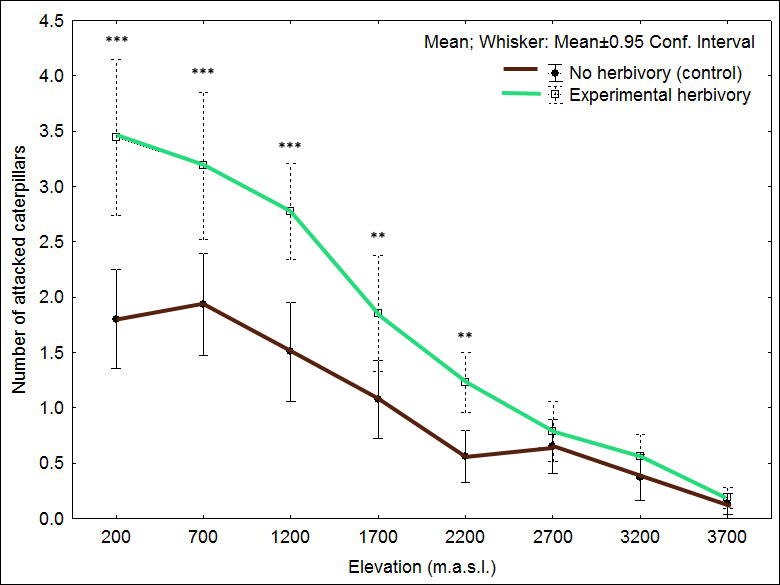 Mean; Whisker: Mean±0.95 Conf. Interval
No herbivory (control)
Experimental herbivory
4.5
4.0
3.5
3.0
2.5
2.0
1.5
1.0
0.5
0.0
Number of attacked caterpillars
***
***
***
**
**
200 700 1200 1700 2200 2700 3200 3700
Elevation (m.a.s.l.)